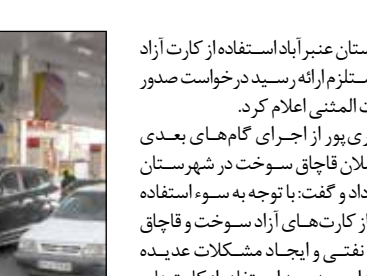 ستان عنبرآباد استفاده از کارت آزاد
ستلزم ارائه رسید درخواست صدور
ت المثنی اعلام کرد.
ری‌پور از اجرای گام‌های بعدی
لان قاچاق سوخت در شهرستان
داد و گفت: با توجه به سوء استفاده
از کارت‌های آزاد سوخت و قاچاق
نفتی و ایجاد مشکلات عدیده